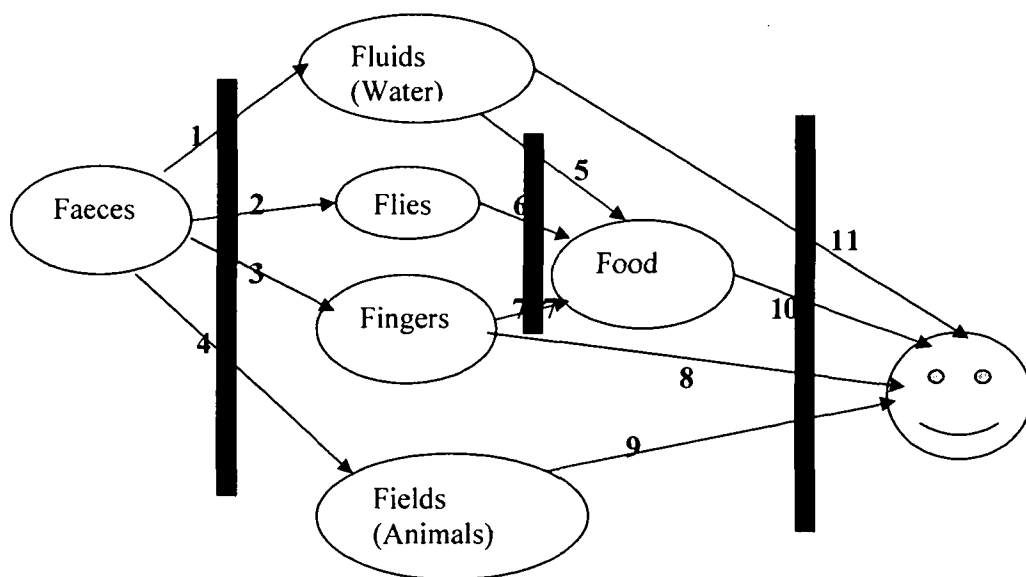 Fluids
(Water)
1
5
Faeces
2
Flies
6
11
3
Food
Fingers
7 7
10
4
8
9
Fields
(Animals)